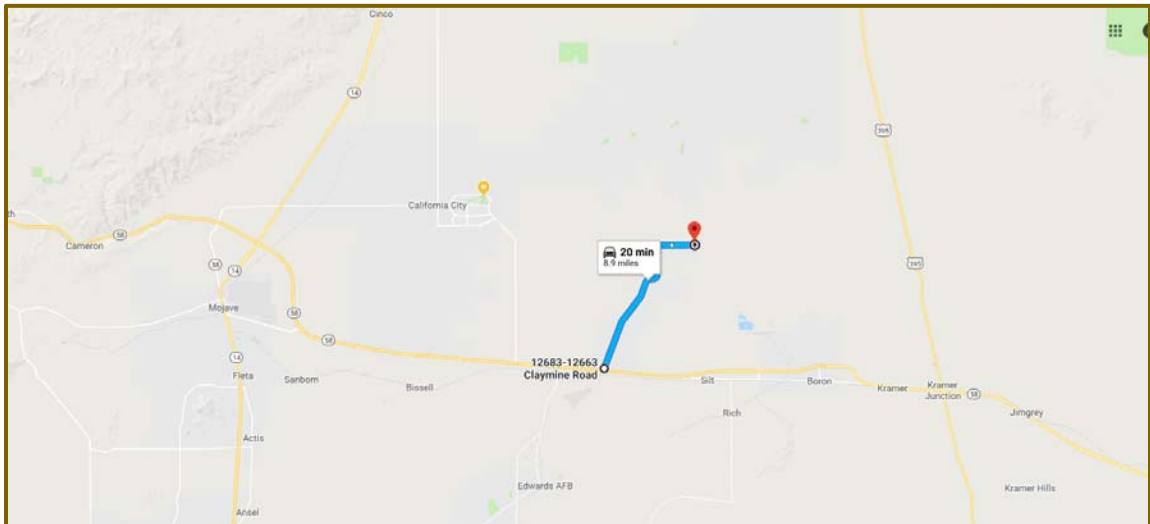 Cinco
14
14
395
California City
th
58
Cameron
58
14
20 min
8.9 miles
395
Mojave
58
58
14
12683-12663
Claymine Road
Fleta
Sanborn
Bissell
Silt
Boron
Kramer
Kramer
Junction
58
Rich
Jimgrey
Actis
Edwards AFB
Kramer Hills
Ansel